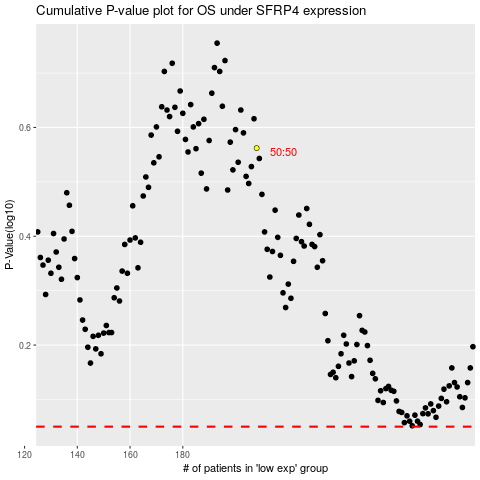 Cumulative P-value plot for OS under SFRP4 expression
P-Value(log10)
0.6
0.4
0.2
50:50
120 140 160 180
# of patients in 'low exp' group